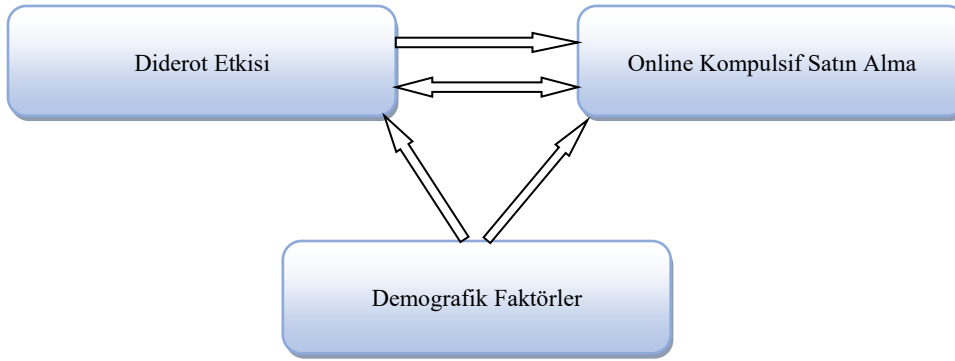 Diderot Etkisi
Online Kompulsif Satın Alma
Demografik Faktörler